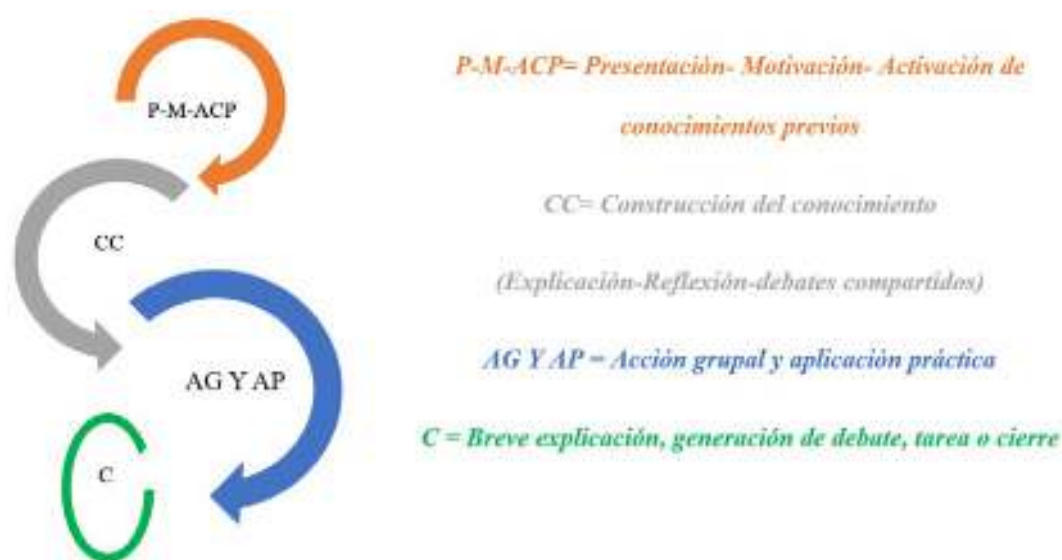 P-M-ACP
CC
AG Y AP
C
P-M-ACP= Presentación- Motivación- Activación de
conocimientos previos
CC= Construcción del conocimiento
(Explicación-Reflexión-debates compartidos)
AG Y AP = Acción grupal y aplicación práctica
C = Breve explicación, generación de debate, tarea o cierre